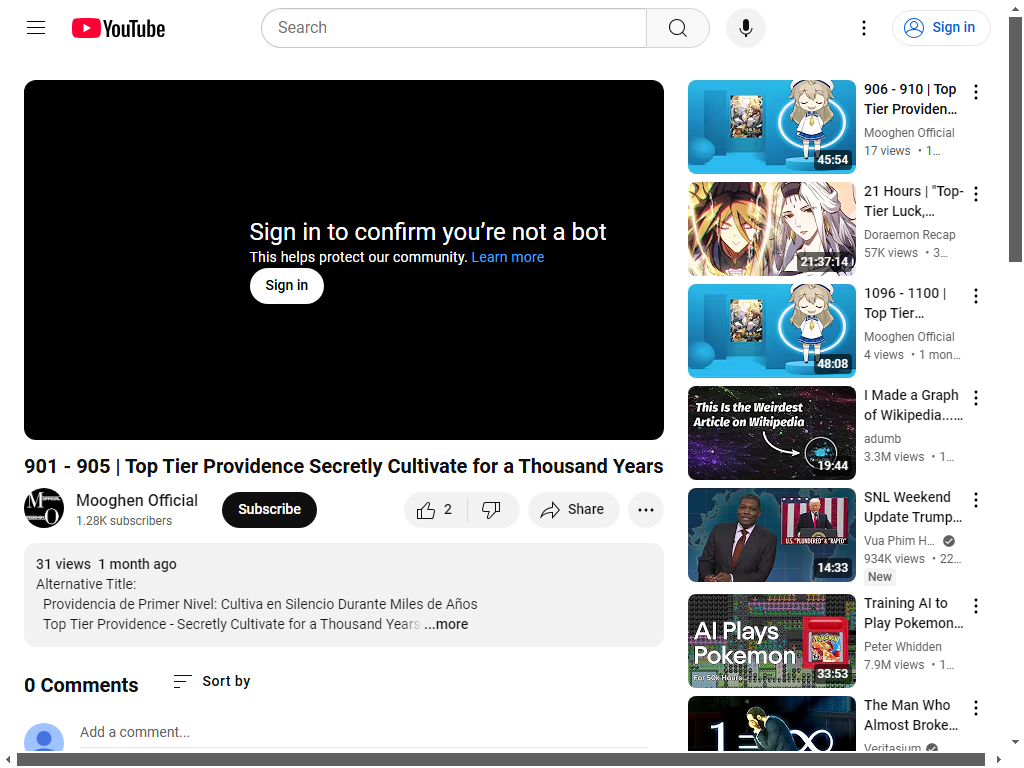 YouTube
Search
Sign in
Sign in to confirm you’re not a bot
This helps protect our community. Learn more
Sign in
901 - 905 | Top Tier Providence Secretly Cultivate for a Thousand Years
Mooghen Official
1.28K subscribers
Subscribe
2
Share
31 views 1 month ago
Alternative Title:
Providencia de Primer Nivel: Cultiva en Silencio Durante Miles de Años
Top Tier Providence - Secretly Cultivate for a Thousand Years ...more
0 Comments
Sort by
Add a comment...
45:54
906 - 910 | Top
Tier Providen...
Mooghen Official
17 views • 1...
21:37:14
21 Hours | "Top-
Tier Luck,...
Doraemon Recap
57K views • 3...
48:08
1096 - 1100 |
Top Tier...
Mooghen Official
4 views • 1 mon...
This Is the Weirdest
Article on Wikipedia
19:44
I Made a Graph
of Wikipedia......
adumb
3.3M views • 1...
U.S. "PLUNDERED" & "RAPED"
14:33
SNL Weekend
Update Trump...
Vua Phim H...
934K views • 22...
New
AI Plays
Pokemon
For 50k Hours...
33:53
Training AI to
Play Pokemon...
Peter Whidden
7.9M views • 1...
1=∞
The Man Who
Almost Broke...
Veritasium